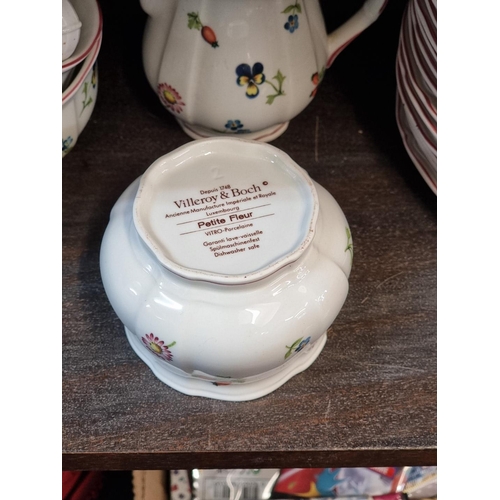 Depuis 1748
Villeroy & Boch ©
Ancienne Manufacture Impériale et Royale
Luxembourg
Petite Fleur
VITRO-Porcelaine
Garanti lave-vaisselle
Spülmaschinenfest
Dishwasher safe